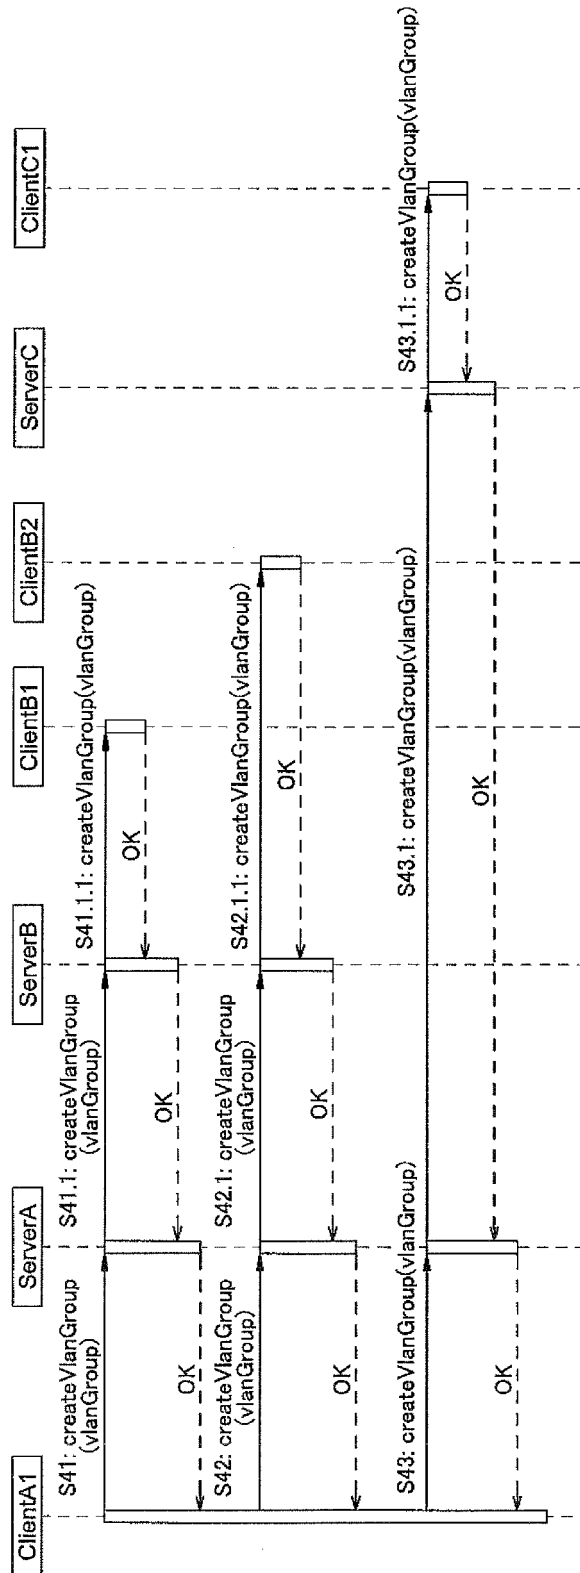 ClientA1
ServerA
ServerB
ClientB1
ClientB2
ServerC
ClientC1
S41: createVlanGroup
(vlanGroup)
S41.1: createVlanGroup
(vlanGroup)
S41.1.1: createVlanGroup(vlanGroup)
OK
OK
OK
S42: createVlanGroup
(vlanGroup)
S42.1: createVlanGroup
(vlanGroup)
S42.1.1: createVlanGroup(vlanGroup)
OK
OK
OK
S43: createVlanGroup(vlanGroup)
S43.1: createVlanGroup(vlanGroup)
S43.1.1: createVlanGroup(vlanGroup)
OK
OK
OK